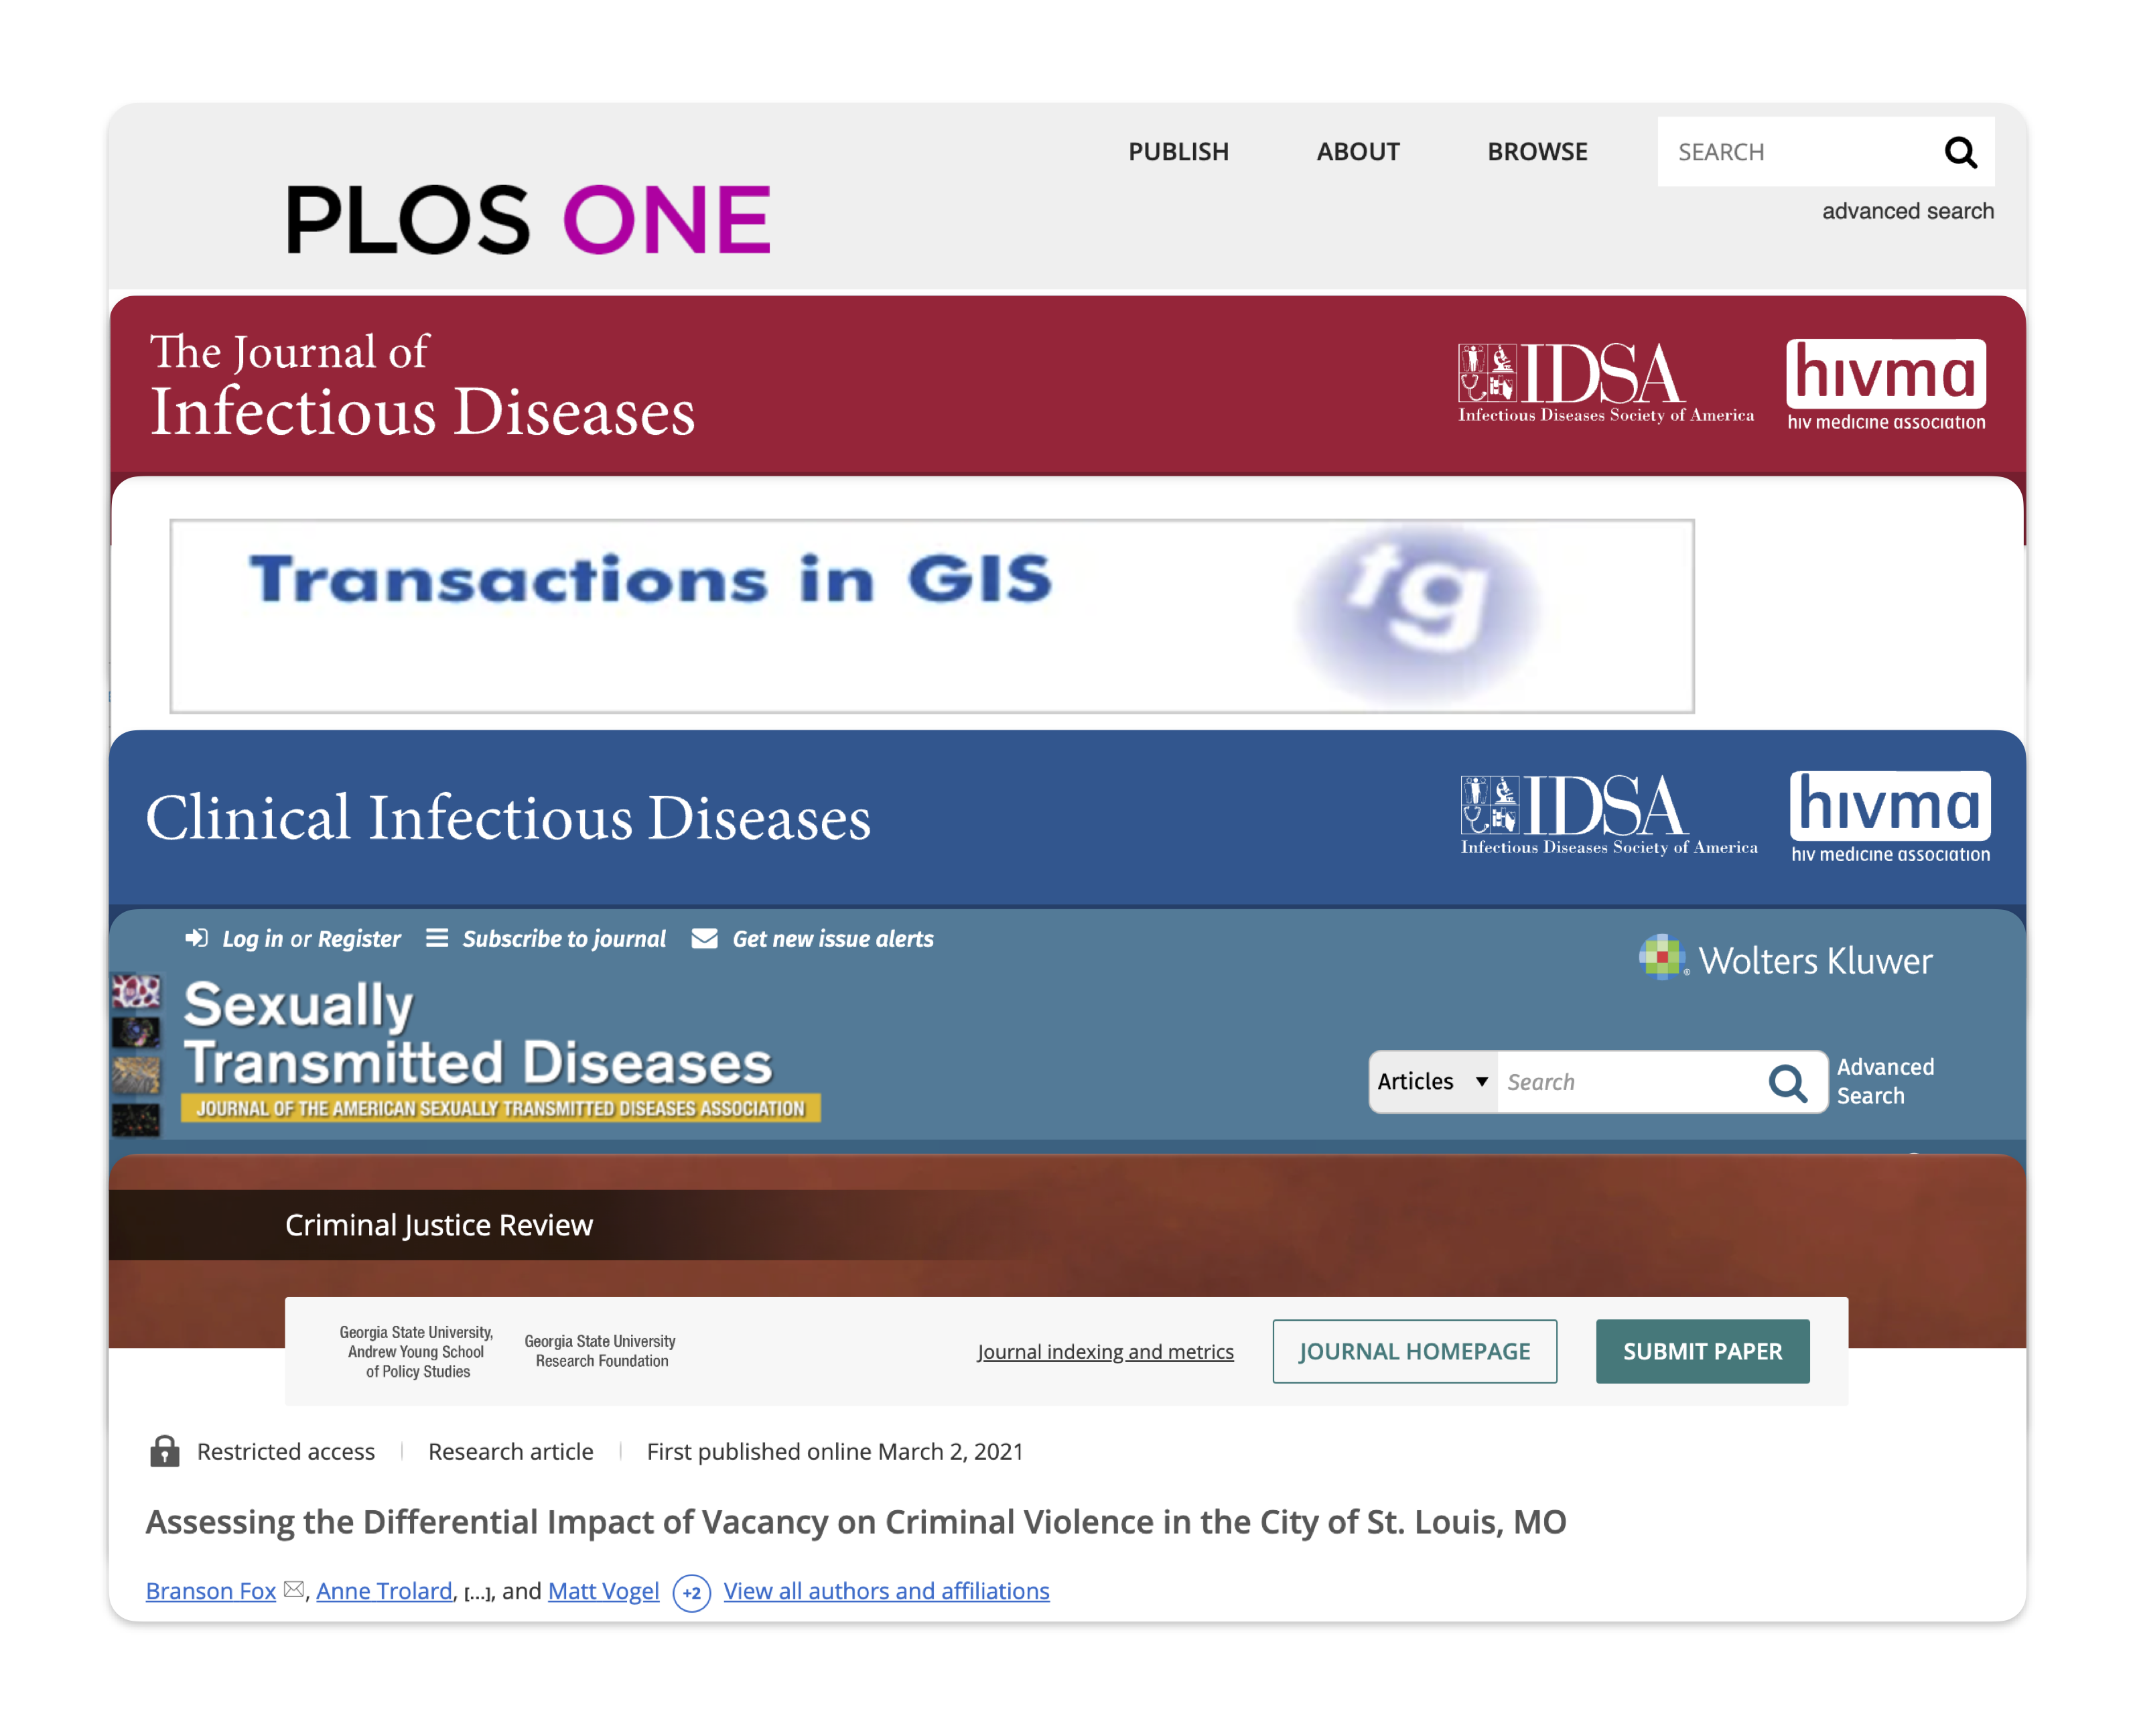 PUBLISH ABOUT BROWSE SEARCH
advanced search
PLOS ONE
The Journal of
Infectious Diseases
IDSA
Infectious Diseases Society of America
hivma
hiv medicine association
Transactions in GIS
tg
Clinical Infectious Diseases
IDSA
Infectious Diseases Society of America
hivma
hiv medicine association
Log in or Register Subscribe to journal Get new issue alerts
Wolters Kluwer
Sexually
Transmitted Diseases
JOURNAL OF THE AMERICAN SEXUALLY TRANSMITTED DISEASES ASSOCIATION
Articles Search
Advanced
Search
Criminal Justice Review
Georgia State University,
Andrew Young School
of Policy Studies
Georgia State University
Research Foundation
Journal indexing and metrics JOURNAL HOMEPAGE SUBMIT PAPER
Restricted access | Research article | First published online March 2, 2021
Assessing the Differential Impact of Vacancy on Criminal Violence in the City of St. Louis, MO
Branson Fox, Anne Trolard, [...], and Matt Vogel +2 View all authors and affiliations